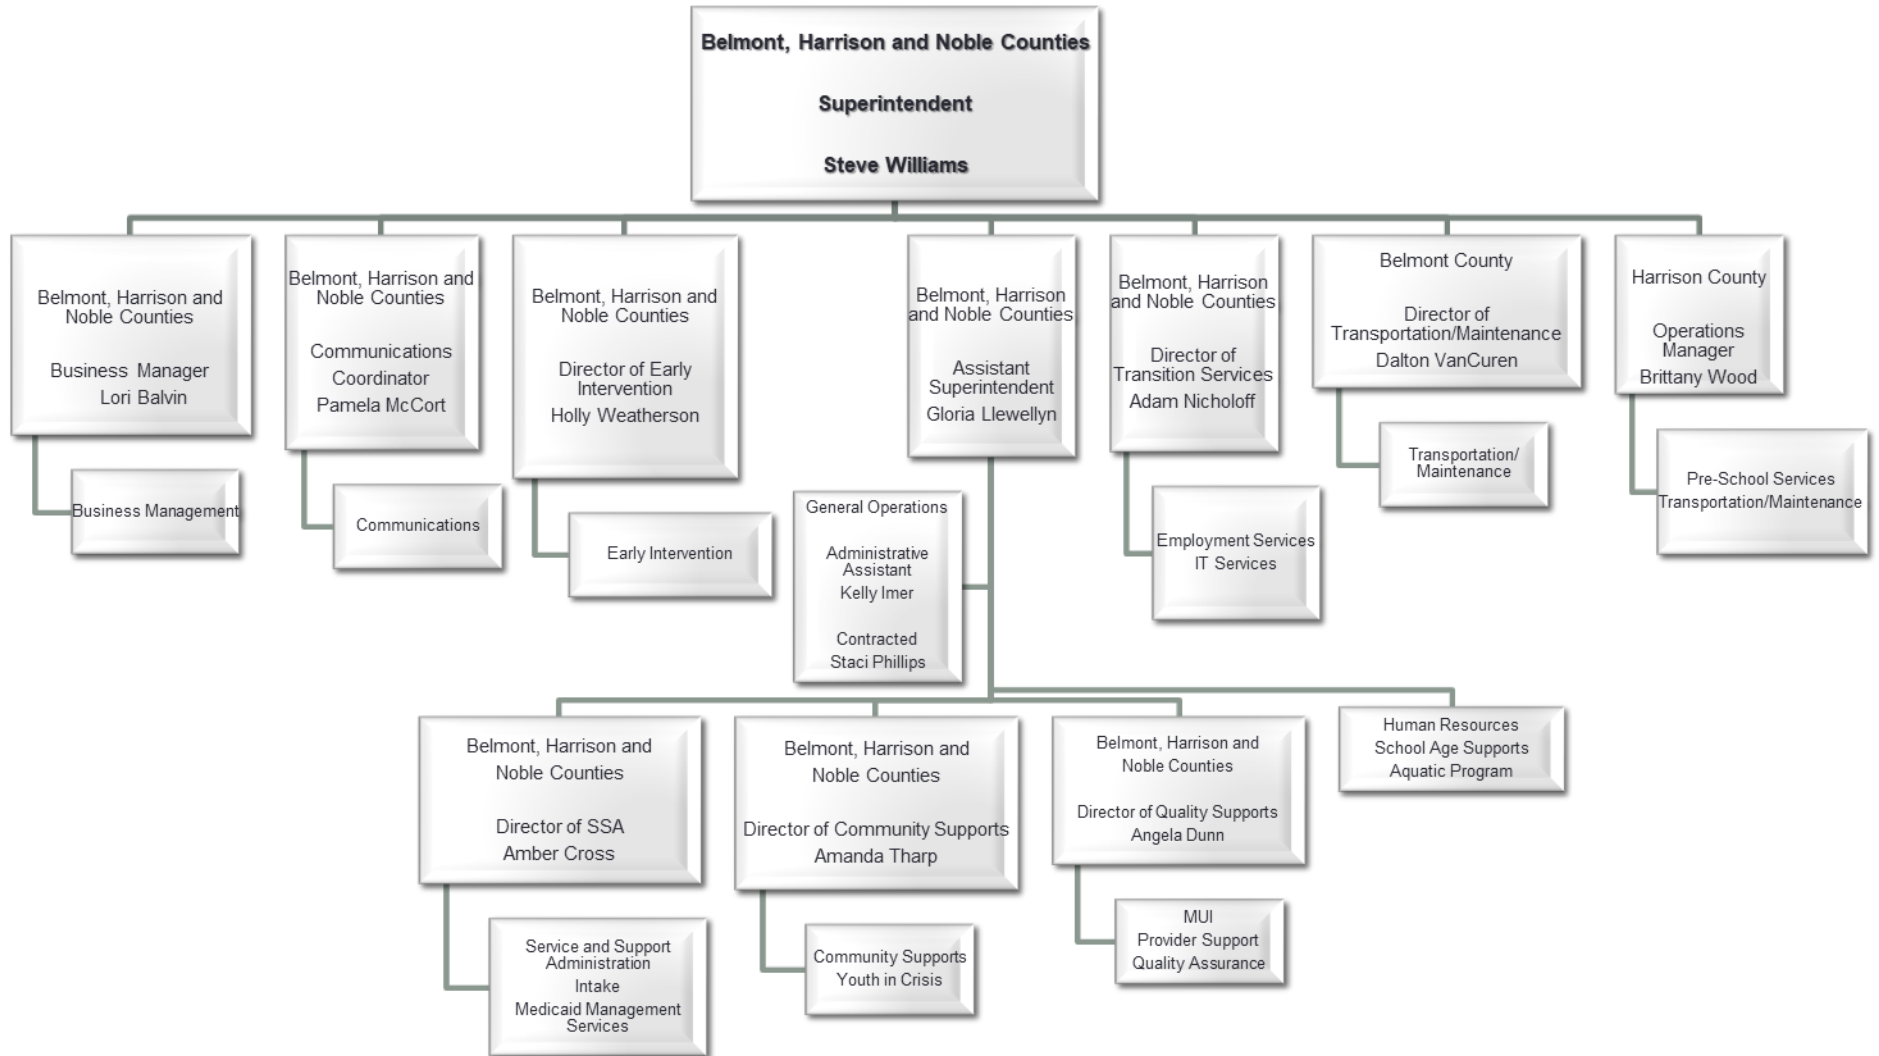 Belmont, Harrison and Noble Counties
Superintendent
Steve Williams
Belmont, Harrison and
Noble Counties
Business Manager
Lori Balvin
Business Management
Belmont, Harrison and
Noble Counties
Communications
Coordinator
Pamela McCort
Communications
Belmont, Harrison and
Noble Counties
Director of Early
Intervention
Holly Weatherson
Early Intervention
Belmont, Harrison
and Noble Counties
Assistant
Superintendent
Gloria Llewellyn
General Operations
Administrative
Assistant
Kelly Imer
Contracted
Staci Phillips
Belmont, Harrison
and Noble Counties
Director of
Transition Services
Adam Nicholoff
Employment Services
IT Services
Belmont County
Director of
Transportation/Maintenance
Dalton VanCuren
Transportation/
Maintenance
Harrison County
Operations
Manager
Brittany Wood
Pre-School Services
Transportation/Maintenance
Belmont, Harrison and
Noble Counties
Director of SSA
Amber Cross
Service and Support
Administration
Intake
Medicaid Management
Services
Belmont, Harrison and
Noble Counties
Director of Community Supports
Amanda Tharp
Community Supports
Youth in Crisis
Belmont, Harrison and
Noble Counties
Director of Quality Supports
Angela Dunn
MUI
Provider Support
Quality Assurance
Human Resources
School Age Supports
Aquatic Program